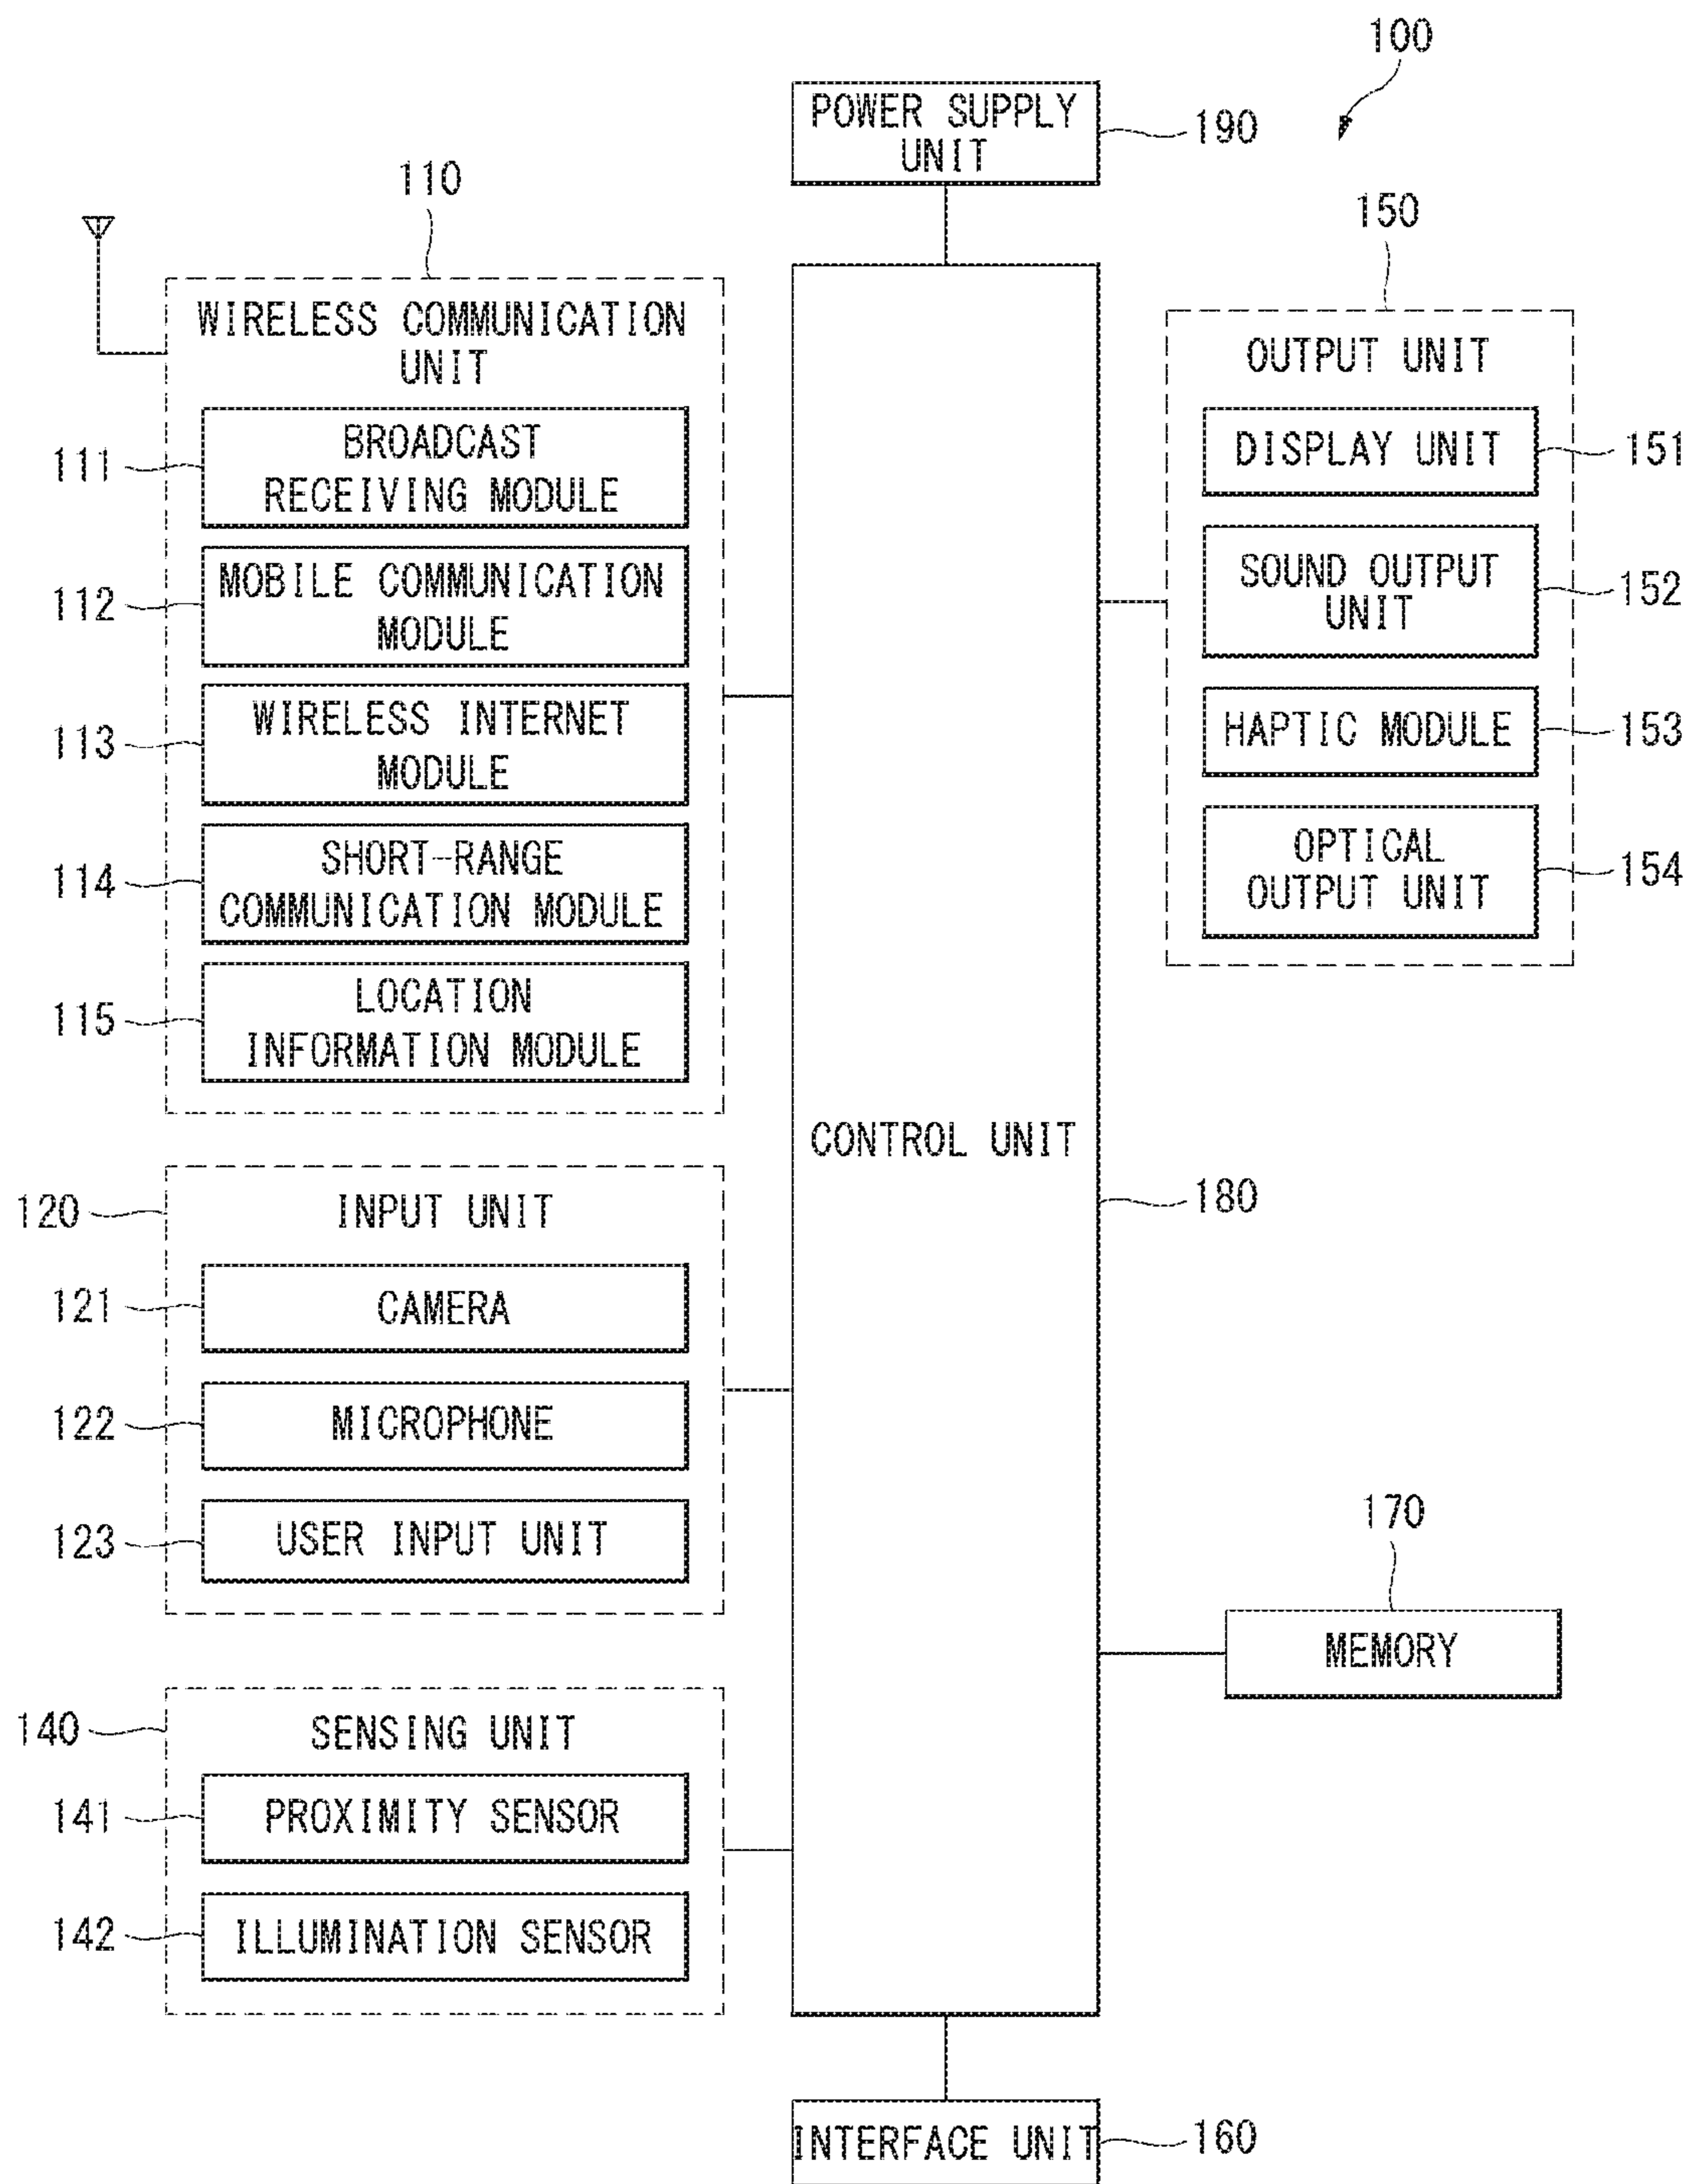 100
POWER SUPPLY
UNIT
190
110
150
WIRELESS COMMUNICATION
UNIT
111
BROADCAST
RECEIVING MODULE
112
MOBILE COMMUNICATION
MODULE
113
WIRELESS INTERNET
MODULE
114
SHORT-RANGE
COMMUNICATION MODULE
115
LOCATION
INFORMATION MODULE
OUTPUT UNIT
DISPLAY UNIT
151
SOUND OUTPUT
UNIT
152
HAPTIC MODULE
153
OPTICAL
OUTPUT UNIT
154
CONTROL UNIT
180
120
INPUT UNIT
121
CAMERA
122
MICROPHONE
123
USER INPUT UNIT
170
MEMORY
140
SENSING UNIT
141
PROXIMITY SENSOR
142
ILLUMINATION SENSOR
INTERFACE UNIT
160